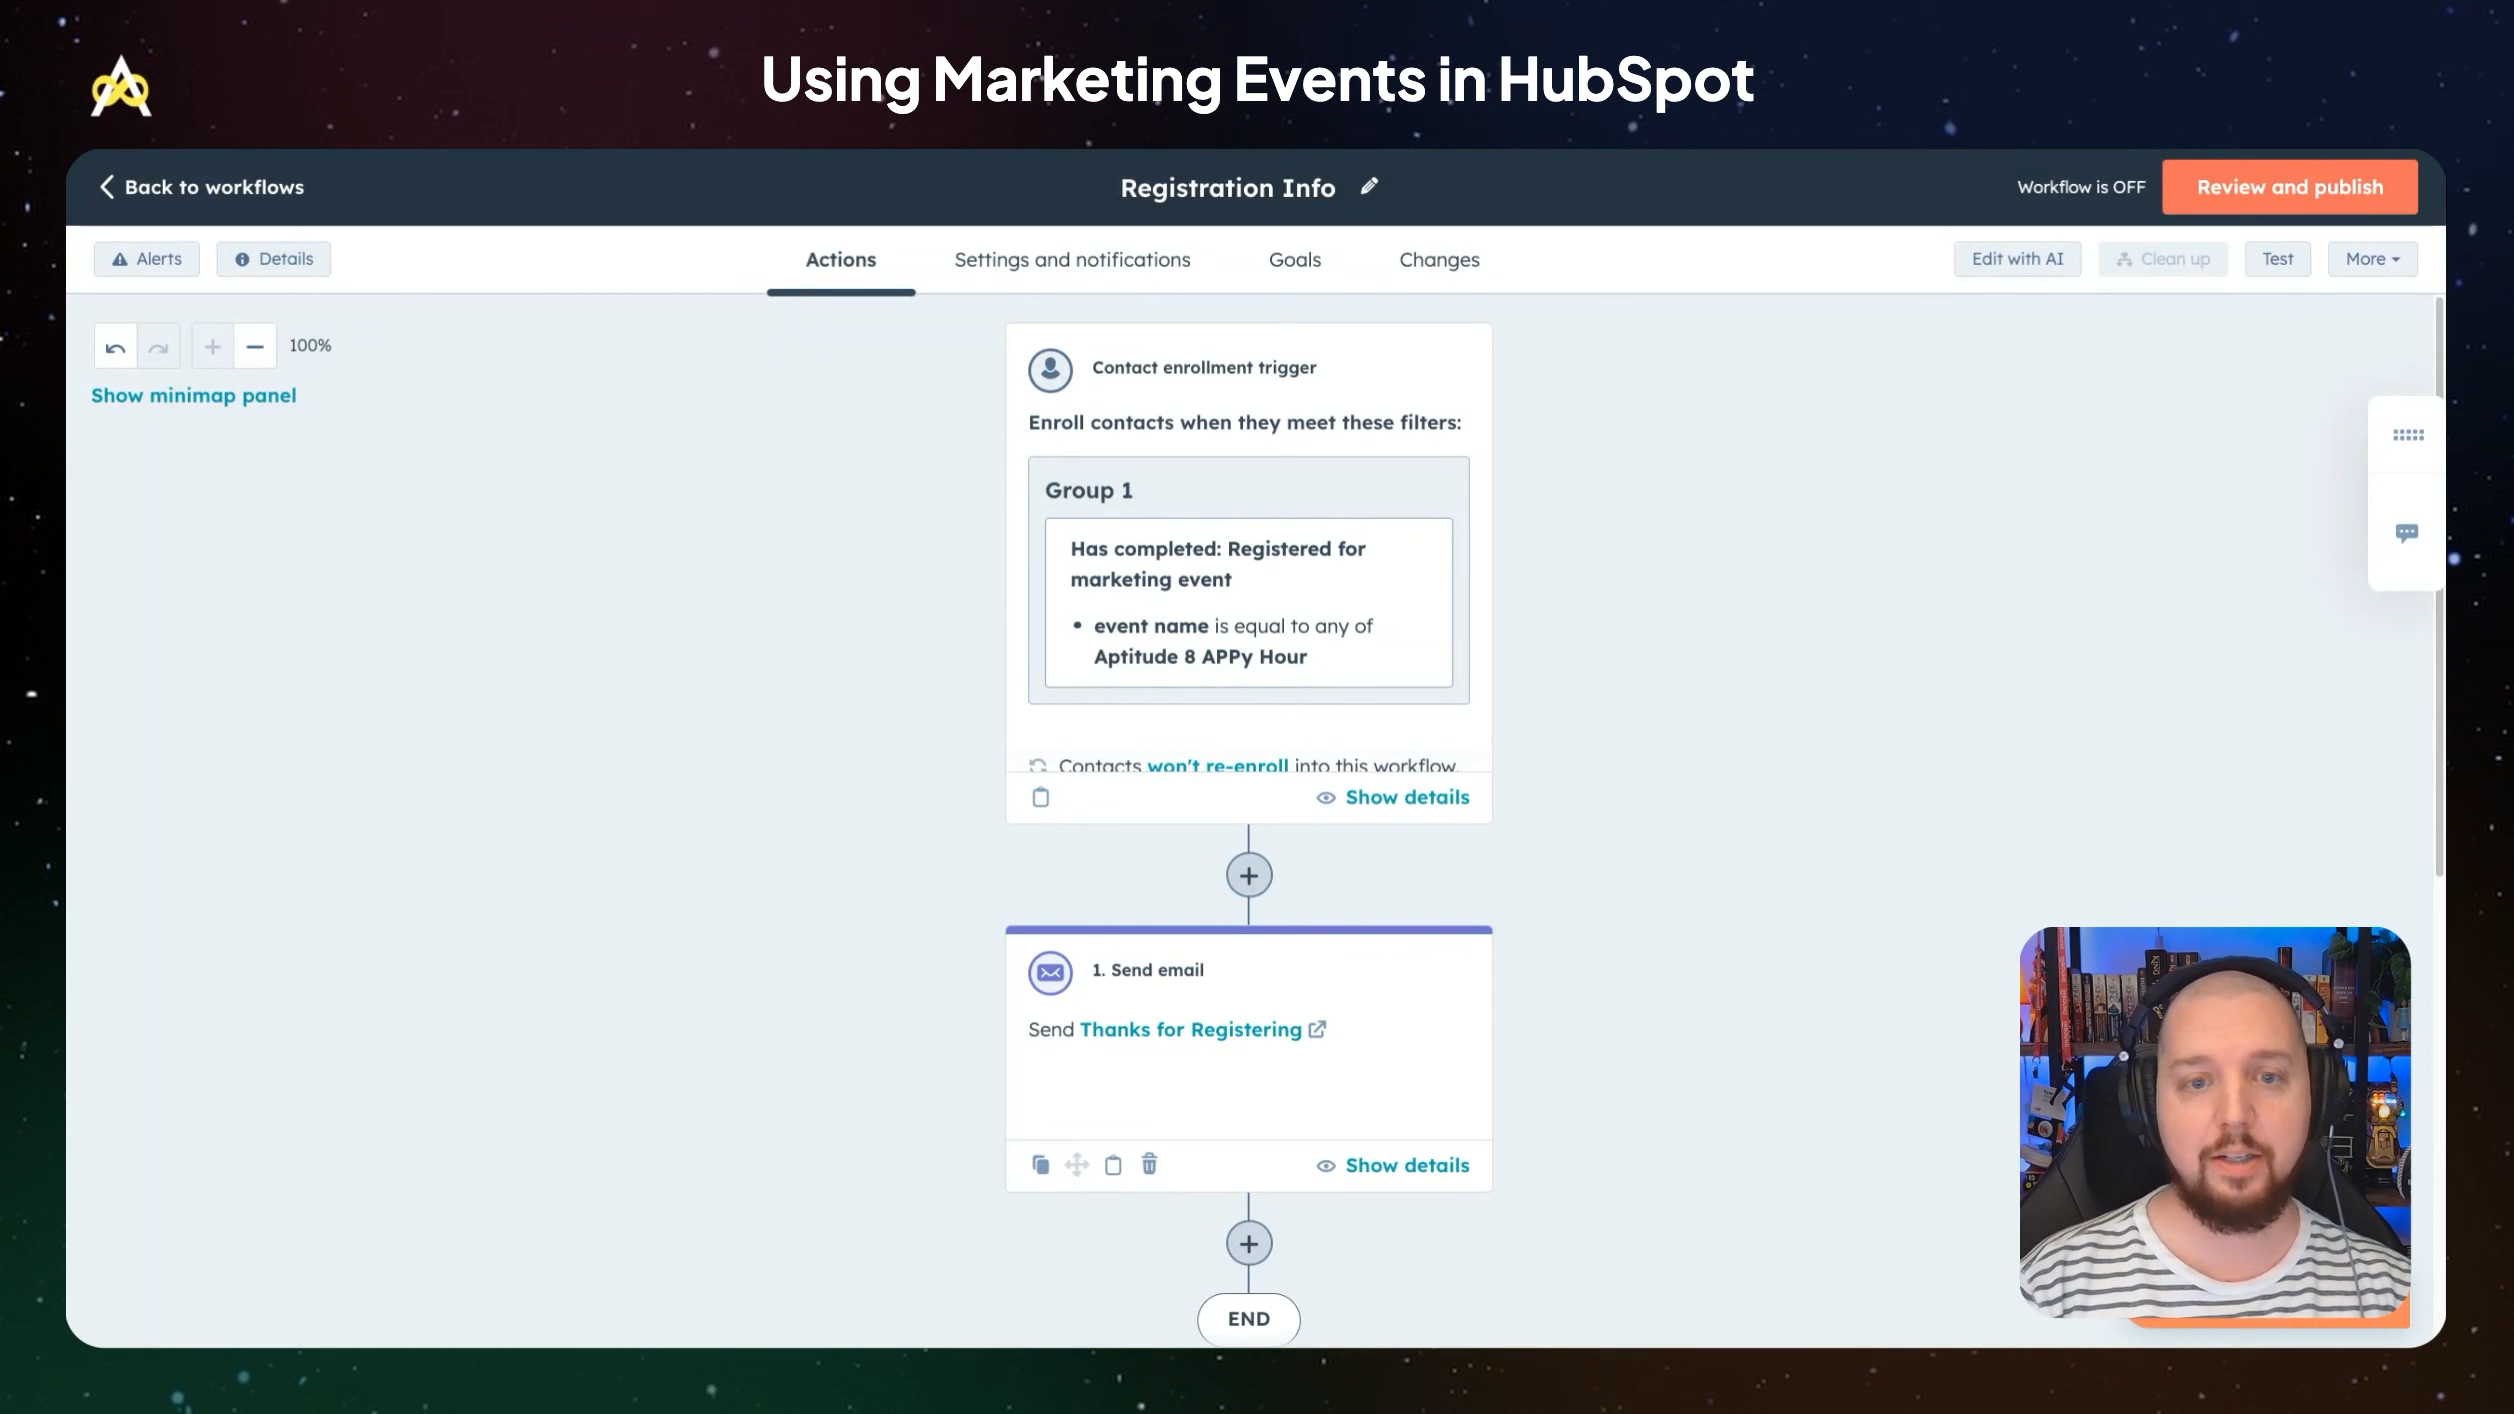 Using Marketing Events in HubSpot
Back to workflows
Registration Info
Workflow is OFF
Review and publish
Alerts
Details
Actions
Settings and notifications
Goals
Changes
Edit with AI
Clean up
Test
More
100%
Show minimap panel
Contact enrollment trigger
Enroll contacts when they meet these filters:
Group 1
Has completed: Registered for
marketing event
• event name is equal to any of
Aptitude 8 APPy Hour
Contacts won't re-enroll into this workflow.
Show details
1. Send email
Send Thanks for Registering
Show details
END
KING